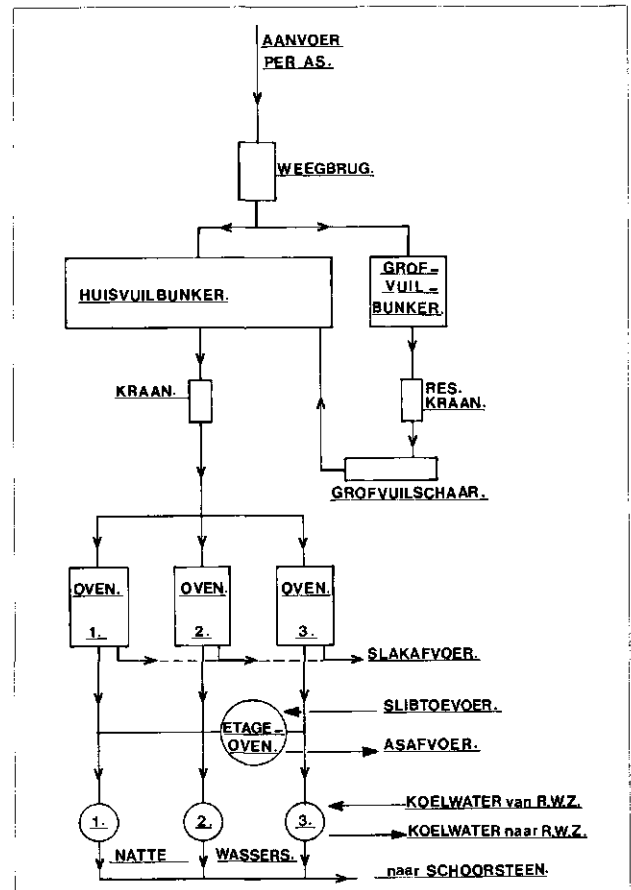 AANVOER
PER AS.
WEEGBRUG.
HUISVUILBUNKER.
GROF-
VUIL-
BUNKER.
KRAAN.
RES.
KRAAN.
GROFVUILSCHAAR.
OVEN. OVEN. OVEN.
1. 2. 3.
SLAKAFVOER.
SLIBTOEVOER.
ETAGE-
OVEN.
ASAFVOER.
KOELWATER van R.W.Z.
1. 2. 3.
KOELWATER naar R.W.Z.
NATTE WASSERS.
naar SCHOORSTEEN.